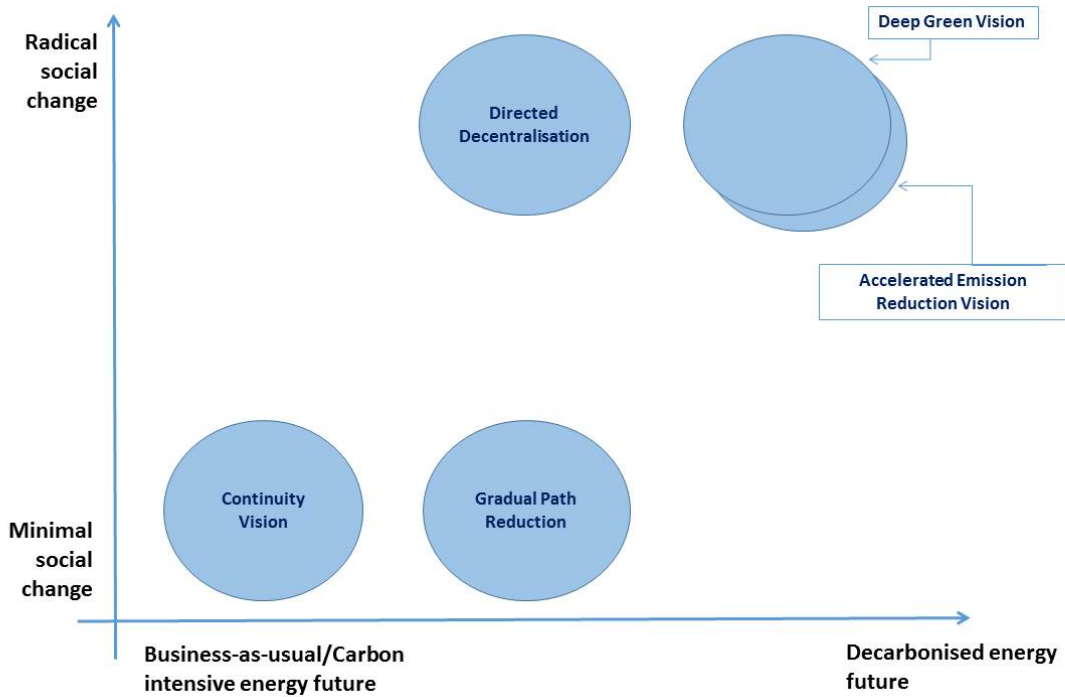 Deep Green Vision
Radical
social
change
Directed
Decentralisation
Accelerated Emission
Reduction Vision
Continuity
Vision
Gradual Path
Reduction
Minimal
social
change
Business-as-usual/Carbon
intensive energy future
Decarbonised energy
future